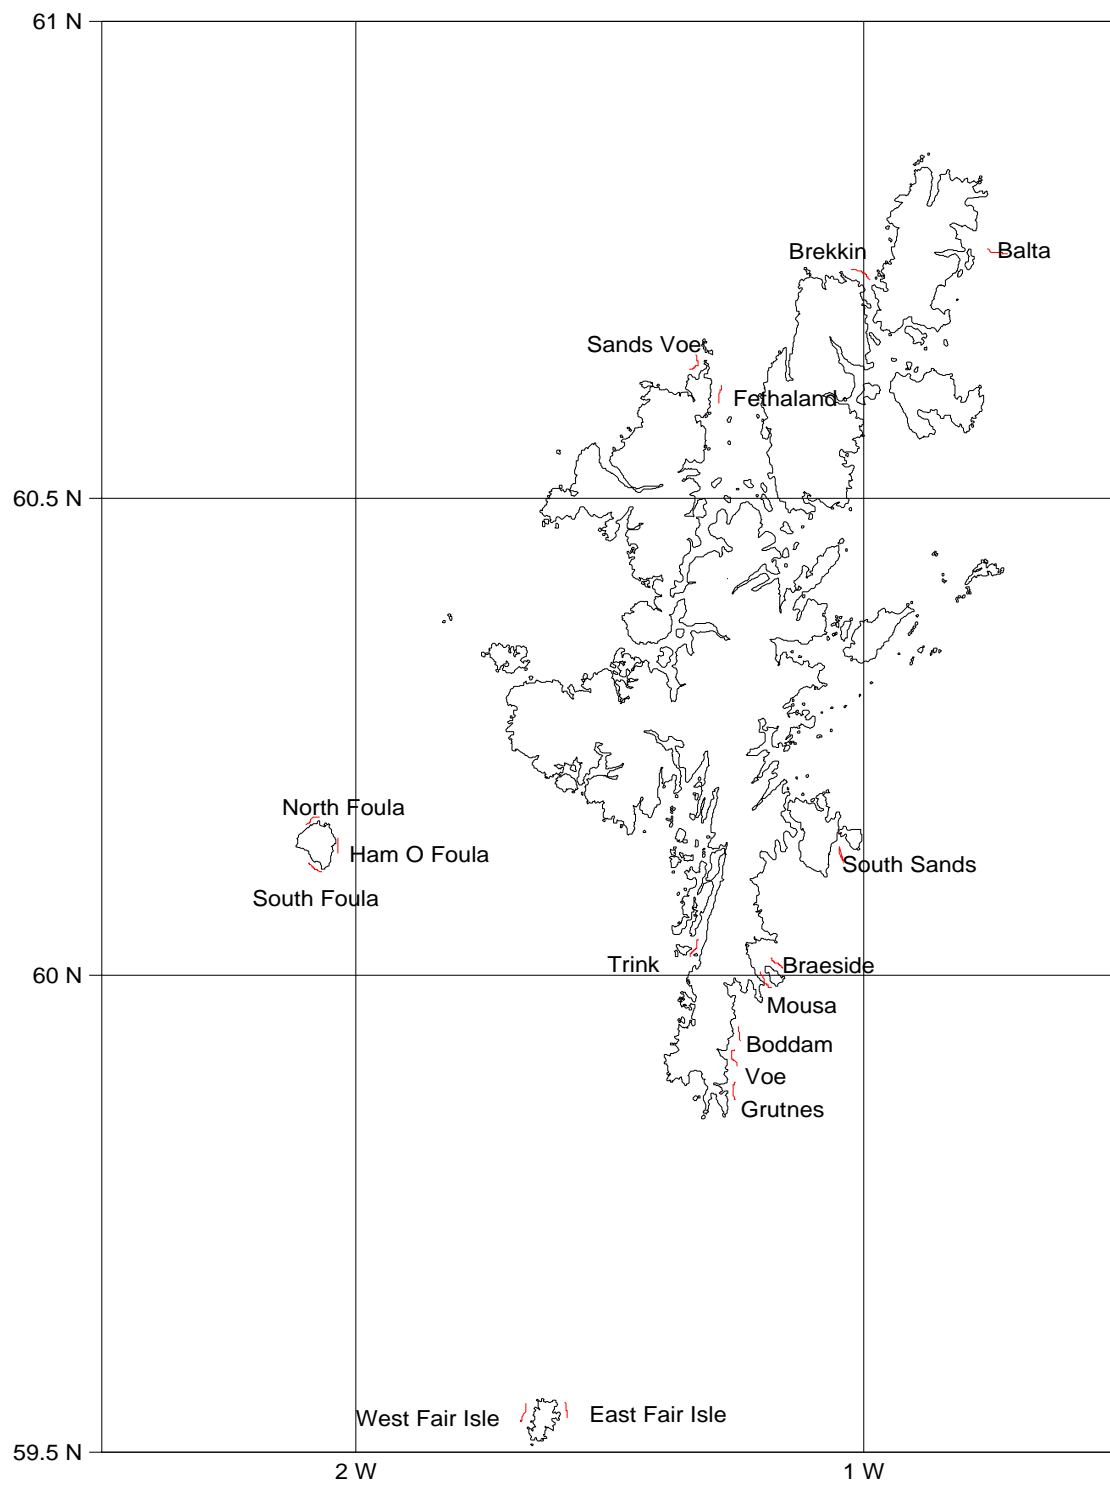 61 N
Brekkin
Balta
Sands Voe
Fethaland
60.5 N
North Foula
Ham O Foula
South Sands
South Foula
Trink
Braeside
60 N
Mousa
Boddam
Voe
Grutnes
West Fair Isle
East Fair Isle
59.5 N
2 W
1 W